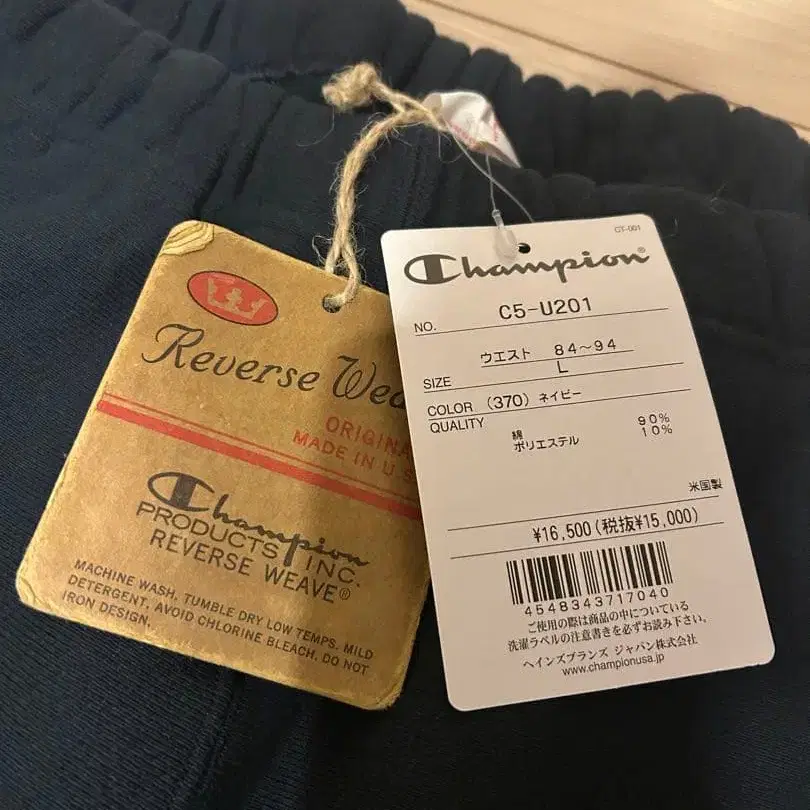 Reverse Wea
ORIGINA
MADE IN U S
Champion
PRODUCTS INC.
REVERSE WEAVE®
MACHINE WASH. TUMBLE DRY LOW TEMPS. MILD
DETERGENT. AVOID CHLORINE BLEACH. DO NOT
IRON DESIGN.
CT-001
Champion®
NO. C5-U201
ウエスト 84〜94
SIZE L
COLOR (370) ネイビー
QUALITY
綿 90%
ポリエステル 10%
米国製
¥16,500(税抜¥15,000)
4548343717040
ご使用の際は商品の中についている
洗濯ラベルの注意書きを必ずお読み下さい。
ヘインズブランズ ジャパン株式会社
www.championusa.jp